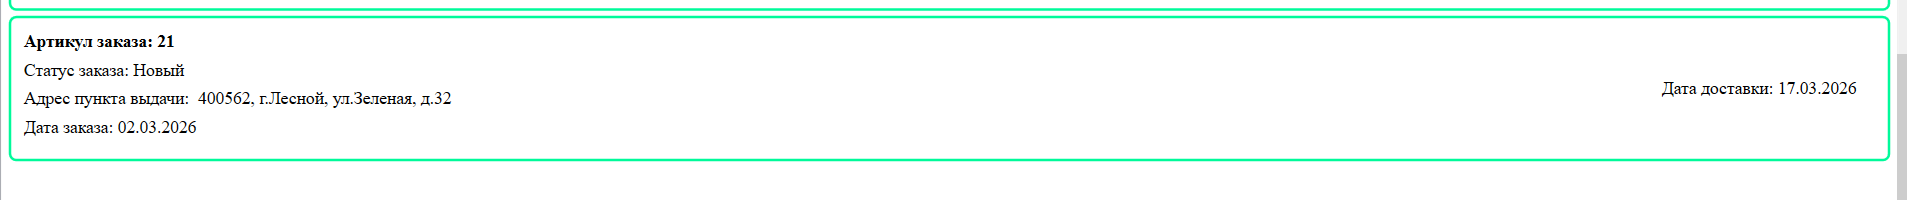 Артикул заказа: 21
Статус заказа: Новый
Адрес пункта выдачи:  400562, г.Лесной, ул.Зеленая, д.32
Дата заказа: 02.03.2026
Дата доставки: 17.03.2026